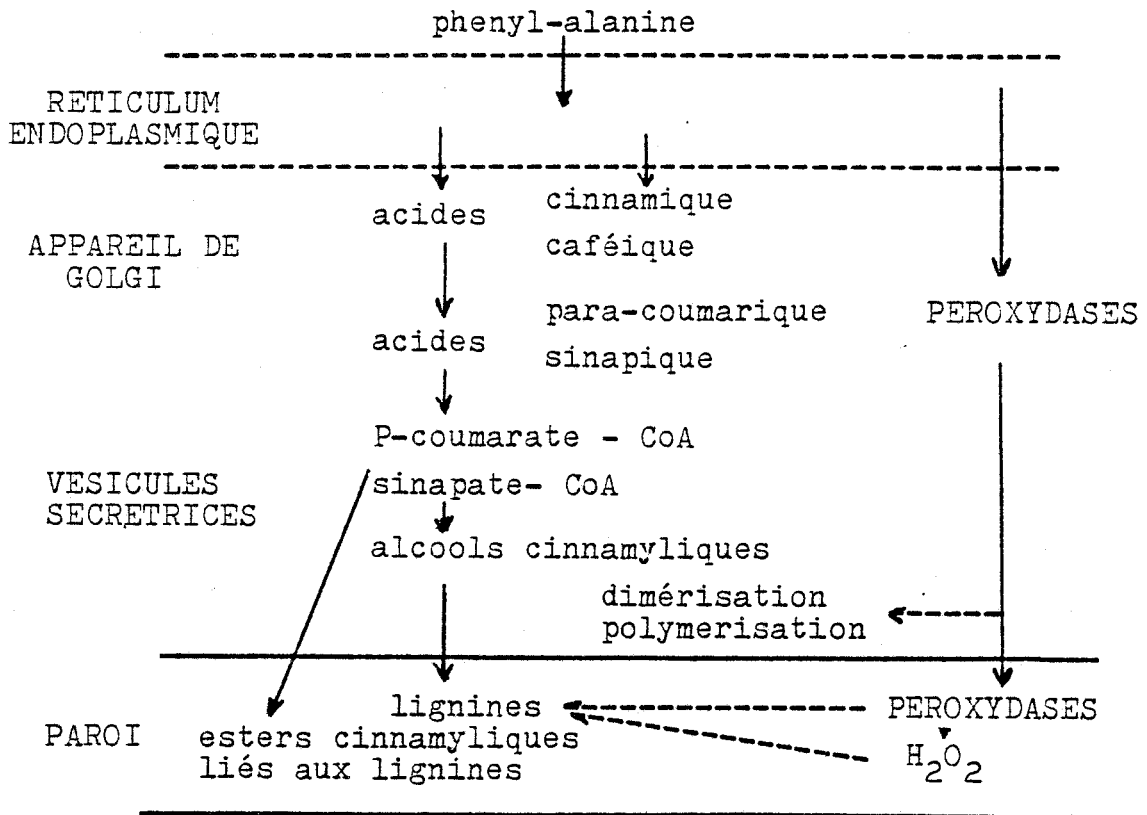 phenyl-alanine
RETICULUM
ENDOPLASMIQUE
acides
cinnamique
caféique
APPAREIL DE
GOLGI
para-coumarique
PEROXYDASES
acides
sinapique
P-coumarate - CoA
VESICULES
SECRETRICES
sinapate- CoA
alcools cinnamyliques
dimérisation
polymerisation
lignines
PEROXYDASES
PAROI
esters cinnamyliques
liés aux lignines
H2O2